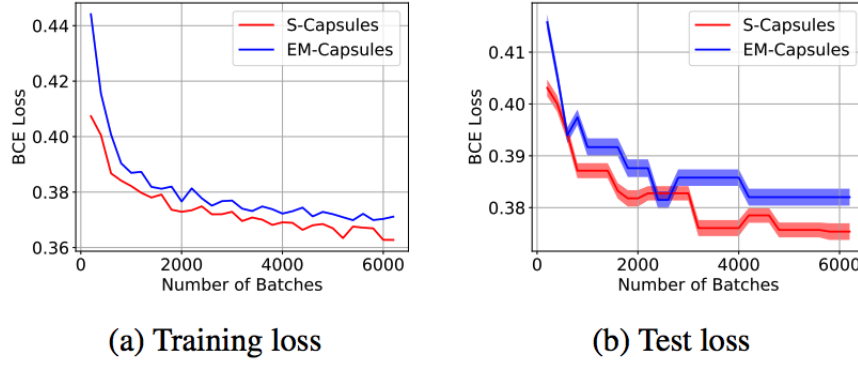 S-Capsules
EM-Capsules
0.44
0.42
0.40
0.38
0.36
BCE Loss
0
2000
4000
6000
Number of Batches
(a) Training loss
S-Capsules
EM-Capsules
0.41
0.40
0.39
0.38
BCE Loss
0
2000
4000
6000
Number of Batches
(b) Test loss